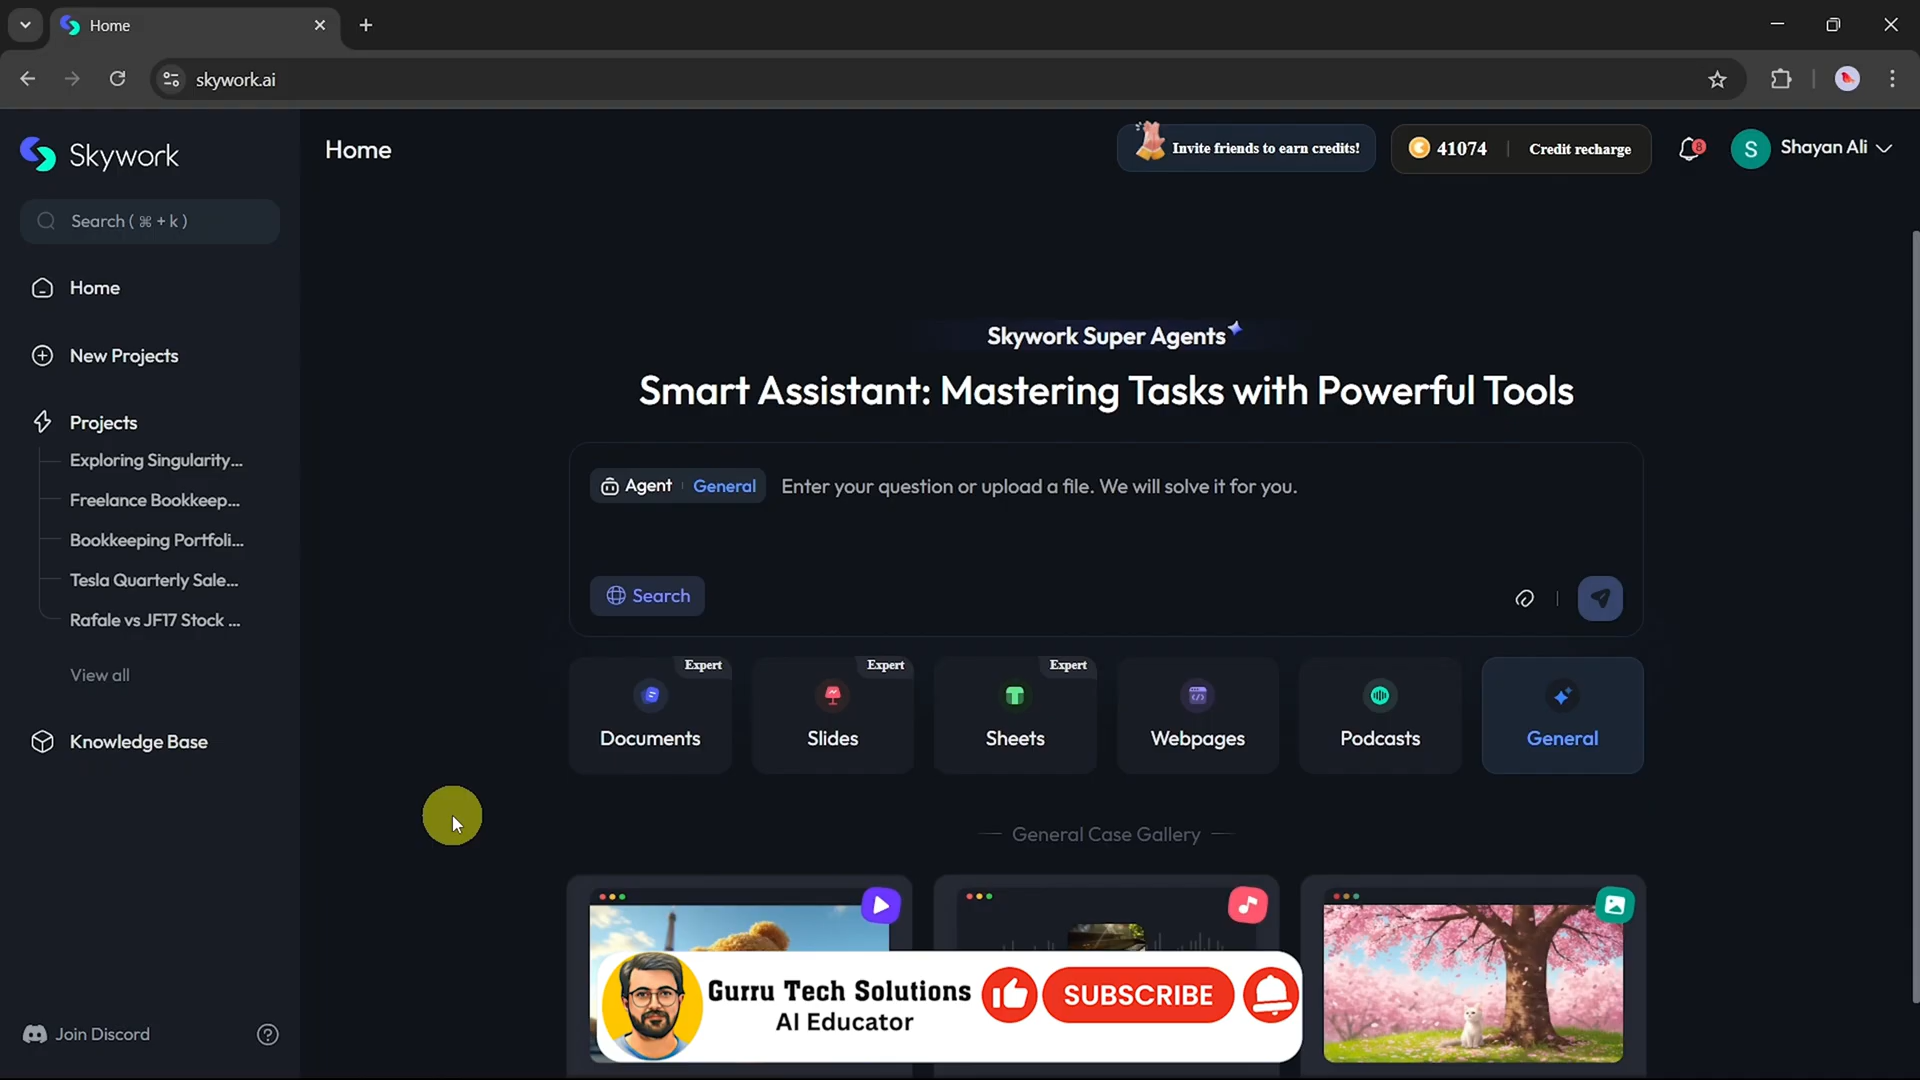 Home
skywork.ai
Skywork
Home
Invite friends to earn credits!
41074
Credit recharge
8
S
Shayan Ali
Search ( ⌘ + k )
Home
New Projects
Projects
Exploring Singularity...
Freelance Bookkeep...
Bookkeeping Portfoli...
Tesla Quarterly Sale...
Rafale vs JF17 Stock ...
View all
Knowledge Base
Skywork Super Agents
Smart Assistant: Mastering Tasks with Powerful Tools
Agent General Enter your question or upload a file. We will solve it for you.
Search
Expert
Expert
Expert
Documents
Slides
Sheets
Webpages
Podcasts
General
General Case Gallery
Gurru Tech Solutions
AI Educator
SUBSCRIBE
Join Discord